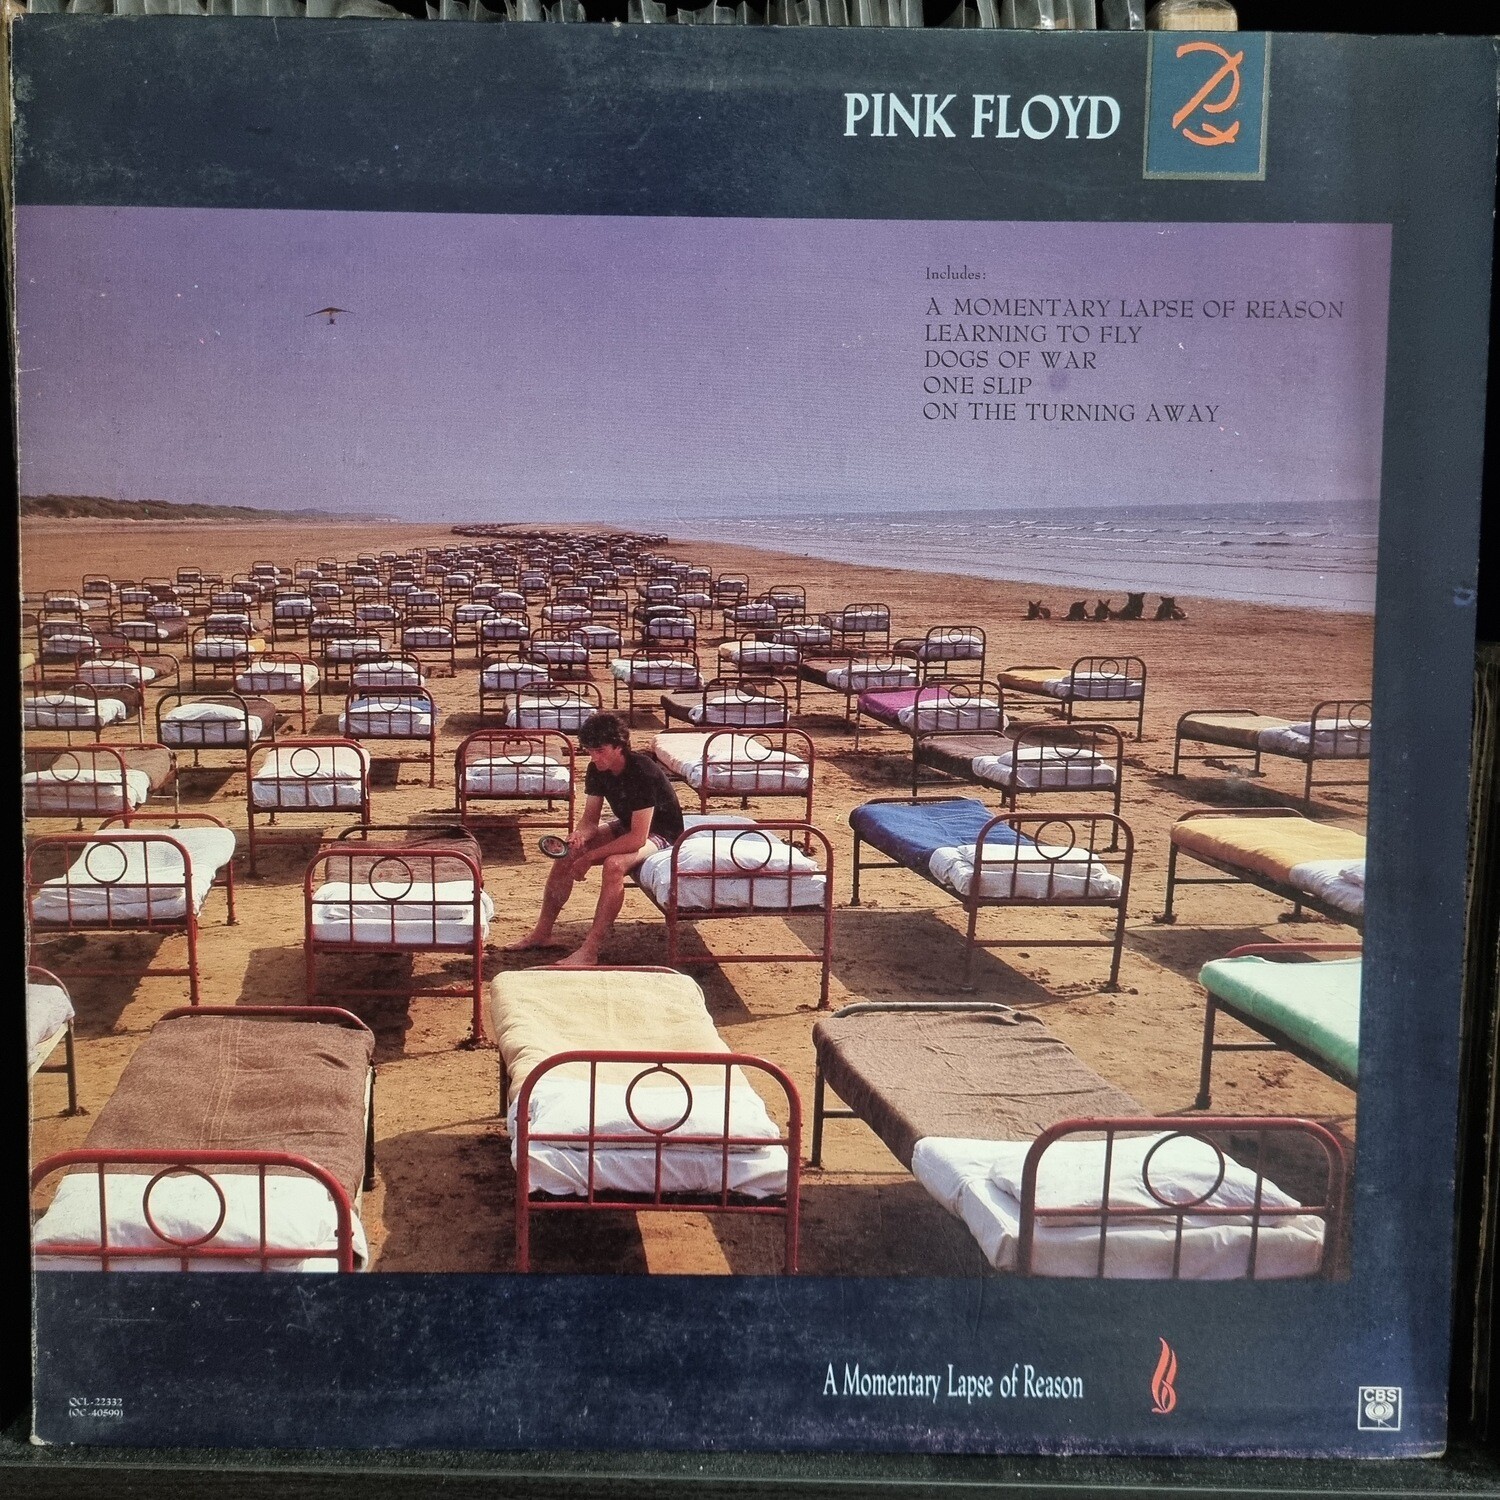 PINK FLOYD
Includes:
A MOMENTARY LAPSE OF REASON
LEARNING TO FLY
DOGS OF WAR
ONE SLIP
ON THE TURNING AWAY
A Momentary Lapse of Reason
QCL-22332
(OC-40599)
CBS